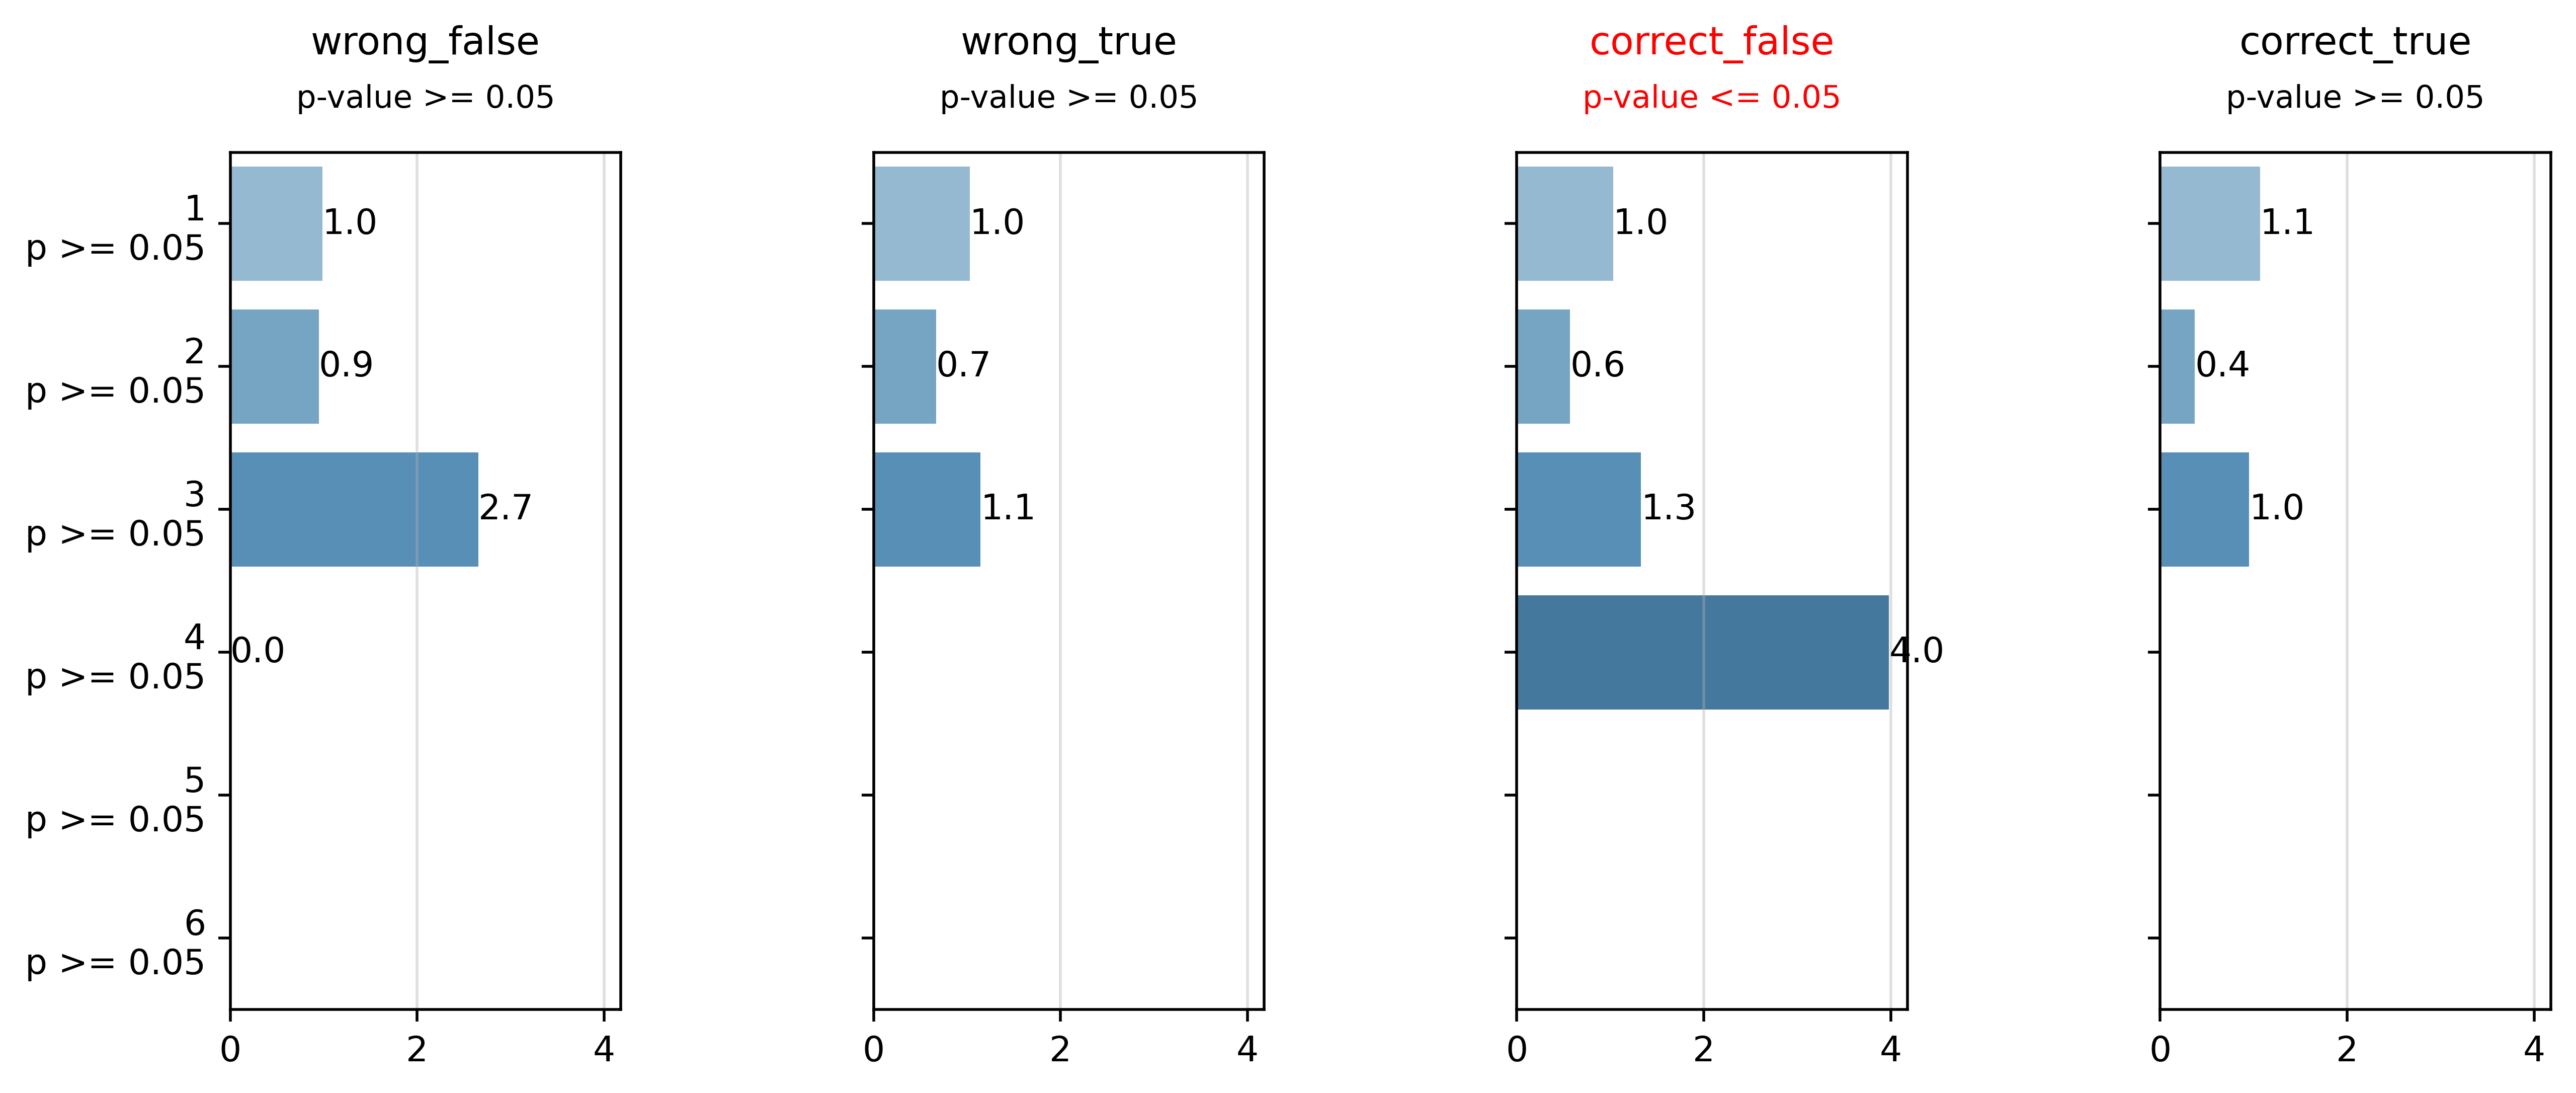 wrong_false
p-value >= 0.05
wrong_true
p-value >= 0.05
correct_false
p-value <= 0.05
correct_true
p-value >= 0.05
1
p >= 0.05
2
p >= 0.05
3
p >= 0.05
4
p >= 0.05
5
p >= 0.05
6
p >= 0.05
1.0
0.9
2.7
0.0
0
2
4
1.0
0.7
1.1
0
2
4
1.0
0.6
1.3
4.0
0
2
4
1.1
0.4
1.0
0
2
4